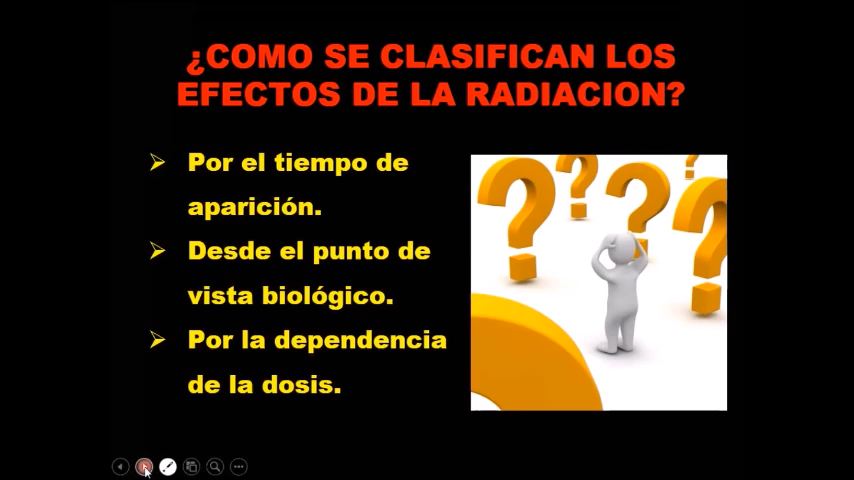 ¿COMO SE CLASIFICAN LOS
EFECTOS DE LA RADIACION?
Por el tiempo de
aparición.
Desde el punto de
vista biológico.
Por la dependencia
de la dosis.